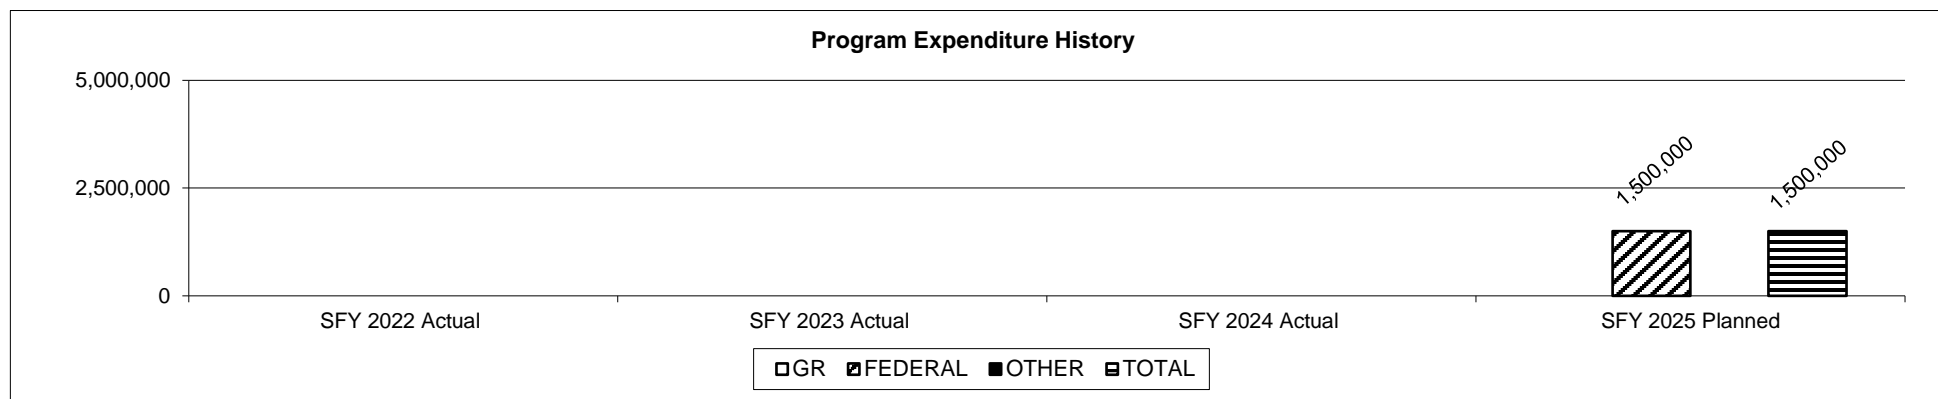 Program Expenditure History
5,000,000
2,500,000
0
1,500,000
1,500,000
SFY 2022 Actual
SFY 2023 Actual
SFY 2024 Actual
SFY 2025 Planned
GR FEDERAL OTHER TOTAL